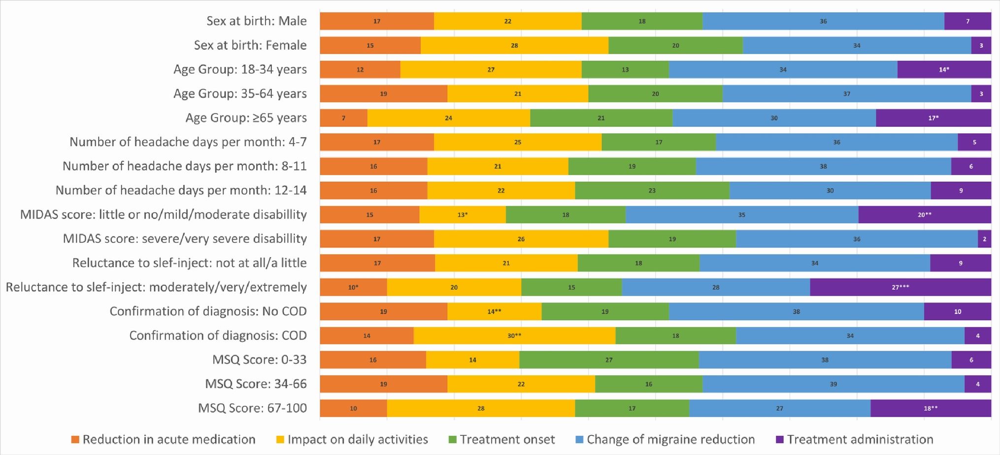 Sex at birth: Male 17 22 18 36 7
Sex at birth: Female 15 28 20 34 3
Age Group: 18-34 years 12 27 13 34 14*
Age Group: 35-64 years 19 21 20 37 3
Age Group: ≥65 years 7 24 21 30 17*
Number of headache days per month: 4-7 17 25 17 36 5
Number of headache days per month: 8-11 16 21 19 38 6
Number of headache days per month: 12-14 16 22 23 30 9
MIDAS score: little or no/mild/moderate disabillity 15 13* 18 35 20**
MIDAS score: severe/very severe disabillity 17 26 19 36 2
Reluctance to slef-inject: not at all/a little 17 21 18 34 9
Reluctance to slef-inject: moderately/very/extremely 10* 20 15 28 27***
Confirmation of diagnosis: No COD 19 14** 19 38 10
Confirmation of diagnosis: COD 14 30** 18 34 4
MSQ Score: 0-33 16 14 27 38 6
MSQ Score: 34-66 19 22 16 39 4
MSQ Score: 67-100 10 28 17 27 18**
Reduction in acute medication Impact on daily activities Treatment onset Change of migraine reduction Treatment administration